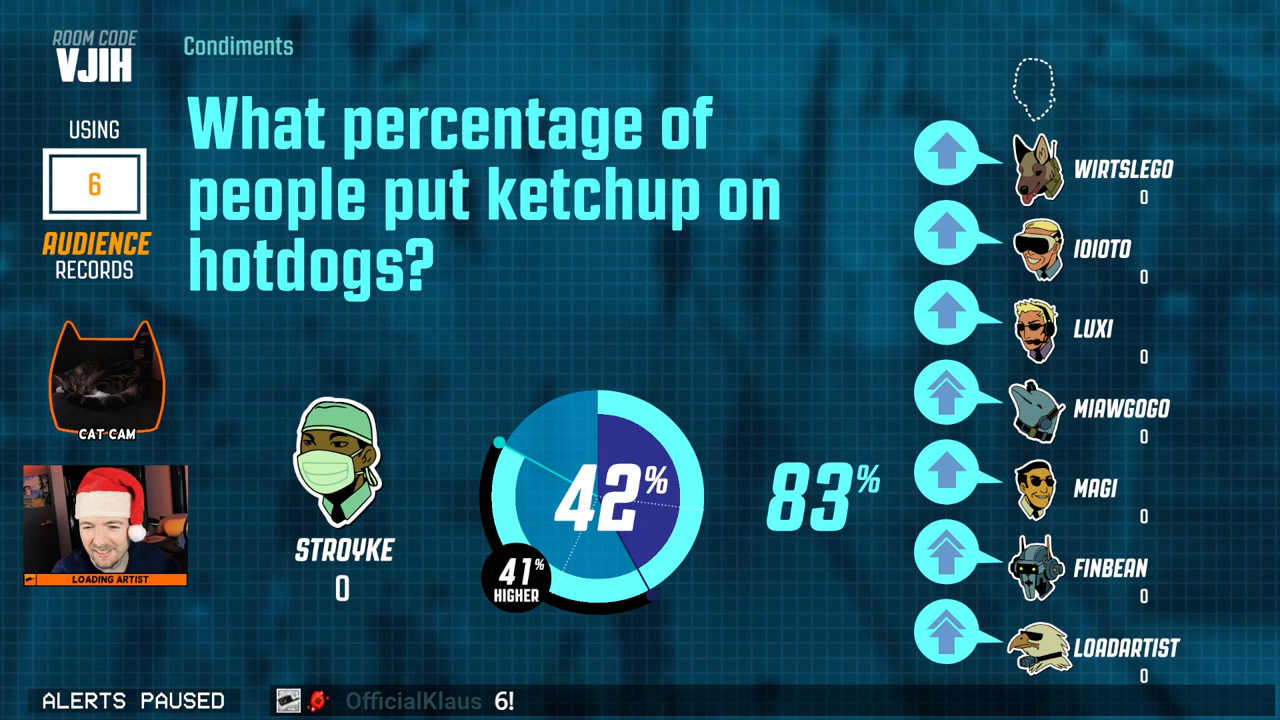 ROOM CODE
VJIH
USING
6
AUDIENCE
RECORDS
CAT CAM
LOADING ARTIST
Condiments
What percentage of
people put ketchup on
hotdogs?
STROYKE
0
42%
41%
HIGHER
83%
WIRTSLEGO
0
IOIOTO
0
LUXI
0
MIAWGOGO
0
MAGI
0
FINBEAN
0
LOADARTIST
0
ALERTS PAUSED
OfficialKlaus 6!